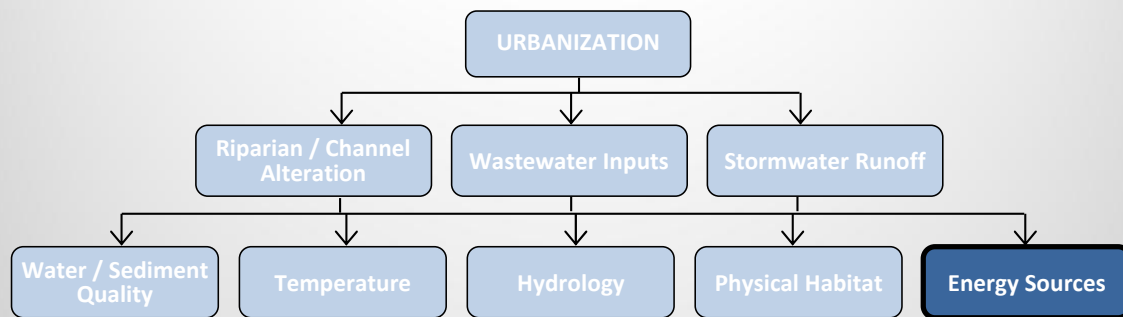 URBANIZATION
Riparian / Channel
Alteration
Wastewater Inputs
Stormwater Runoff
Water / Sediment
Quality
Temperature
Hydrology
Physical Habitat
Energy Sources